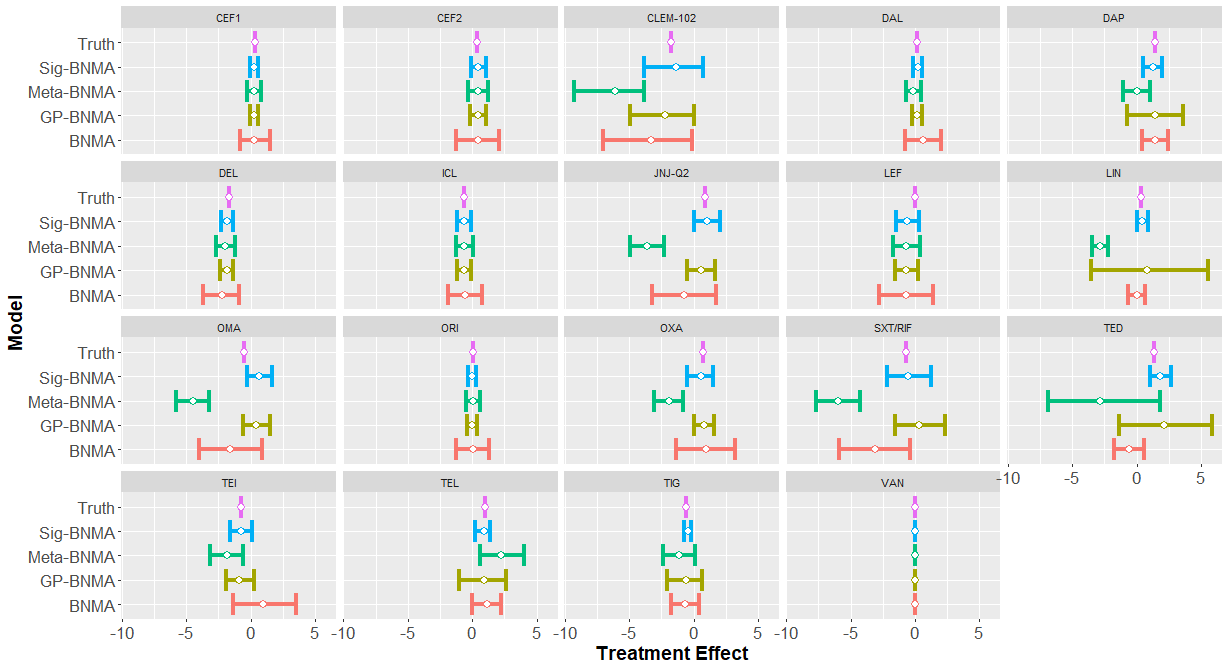 CEF1 CEF2 CLEM-102 DAL DAP
Truth
Sig-BNMA
Meta-BNMA
GP-BNMA
BNMA
DEL ICL JNJ-Q2 LEF LIN
Truth
Sig-BNMA
Meta-BNMA
GP-BNMA
BNMA
Model
OMA ORI OXA SXT/RIF TED
Truth
Sig-BNMA
Meta-BNMA
GP-BNMA
BNMA
TEI TEL TIG VAN
-10 -5 0 5
Truth
Sig-BNMA
Meta-BNMA
GP-BNMA
BNMA
-10 -5 0 5 -10 -5 0 5 -10 -5 0 5 -10 -5 0 5
Treatment Effect